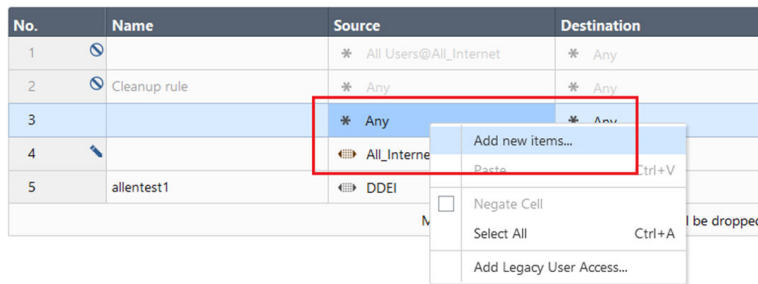 No. Name Source Destination
1 * All Users@All_Internet * Any
2 Cleanup rule * Any * Any
3 * Any * Any
Add new items...
4 All_Interne
Paste Ctrl+V
5 allentest1 DDEI
Negate Cell
M l be dropped
Select All Ctrl+A
Add Legacy User Access...